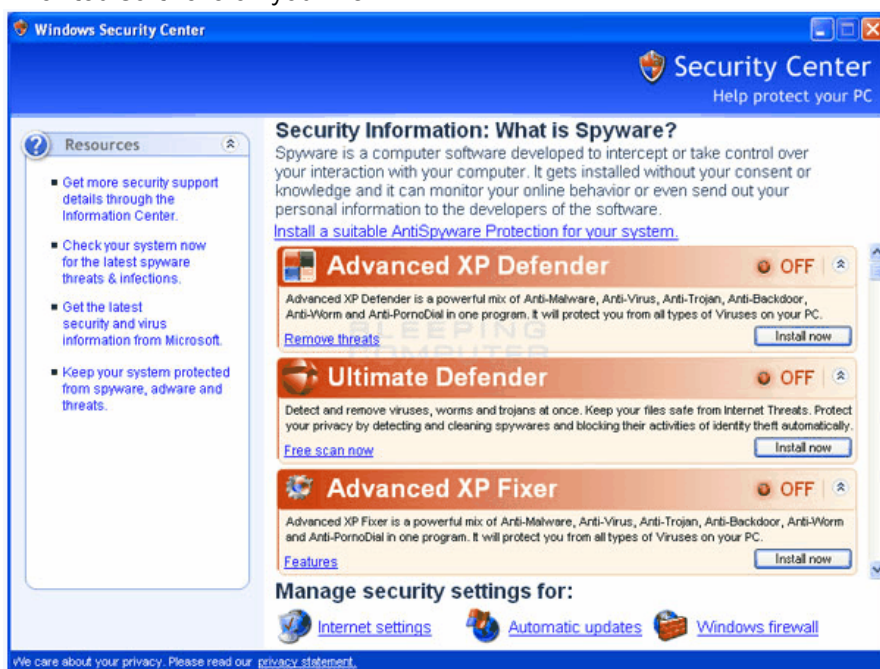 Windows Security Center
Security Center
Help protect your PC
Resources
Get more security support
details through the
Information Center.
Check your system now
for the latest spyware
threats & infections.
Get the latest
security and virus
information from Microsoft.
Keep your system protected
from spyware, adware and
threats.
Security Information: What is Spyware?
Spyware is a computer software developed to intercept or take control over
your interaction with your computer. It gets installed without your consent or
knowledge and it can monitor your online behavior or even send out your
personal information to the developers of the software.
Install a suitable AntiSpyware Protection for your system.
Advanced XP Defender
OFF
Advanced XP Defender is a powerful mix of Anti-Malware, Anti-Virus, Anti-Trojan, Anti-Backdoor,
Anti-Worm and Anti-PornoDial in one program. It will protect you from all types of Viruses on your PC.
Remove threats
Install now
BLEEPING
COMPUTER
Ultimate Defender
OFF
Detect and remove viruses, worms and trojans at once. Keep your files safe from Internet Threats. Protect
your privacy by detecting and cleaning spywares and blocking their activities of identity theft automatically.
Free scan now
Install now
Advanced XP Fixer
OFF
Advanced XP Fixer is a powerful mix of Anti-Malware, Anti-Virus, Anti-Trojan, Anti-Backdoor, Anti-Worm
and Anti-PornoDial in one program. It will protect you from all types of Viruses on your PC.
Features
Install now
Manage security settings for:
Internet settings
Automatic updates
Windows firewall
We care about your privacy. Please read our privacy statement.